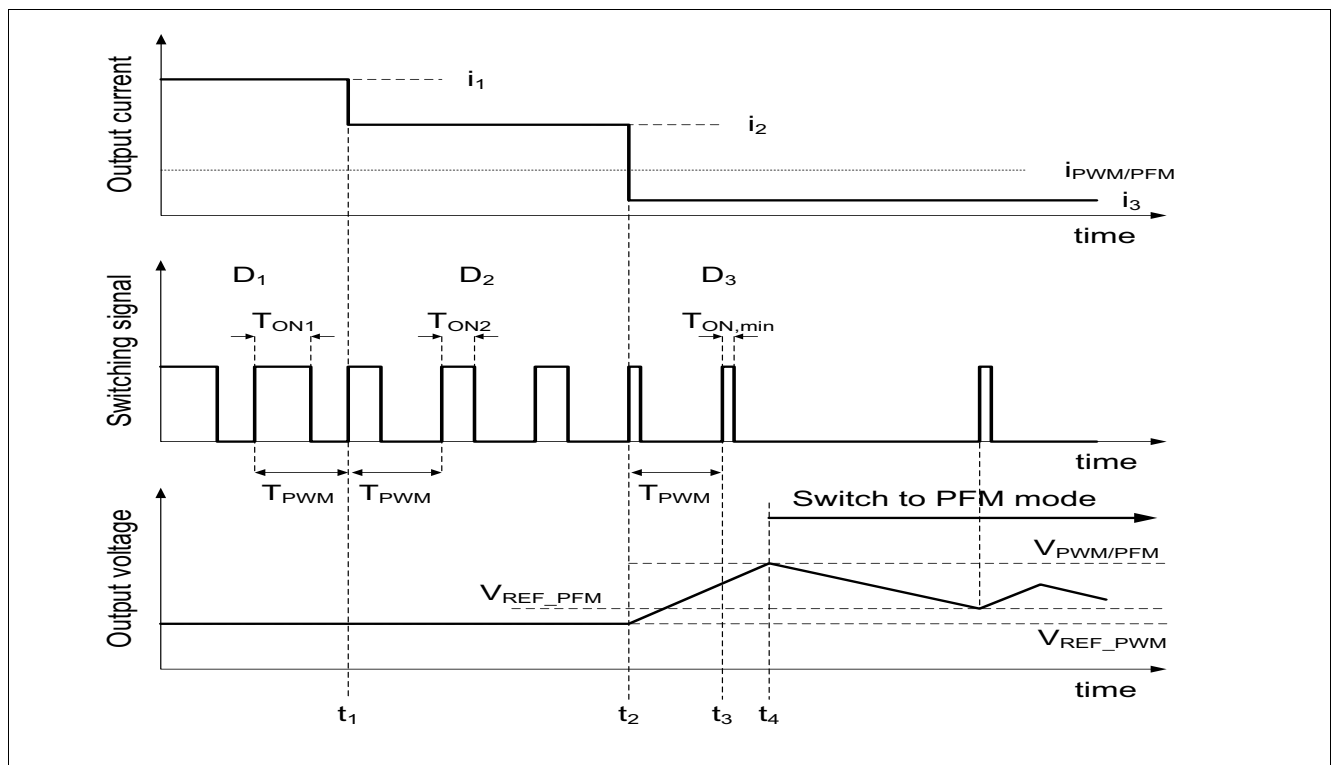 Output current
i1
i2
iPWM/PFM
i3
time
Switching signal
D1
D2
D3
TON1
TON2
TON,min
time
TPWM
TPWM
TPWM
Output voltage
Switch to PFM mode
VPWM/PFM
VREF_PFM
VREF_PWM
time
t1
t2
t3
t4